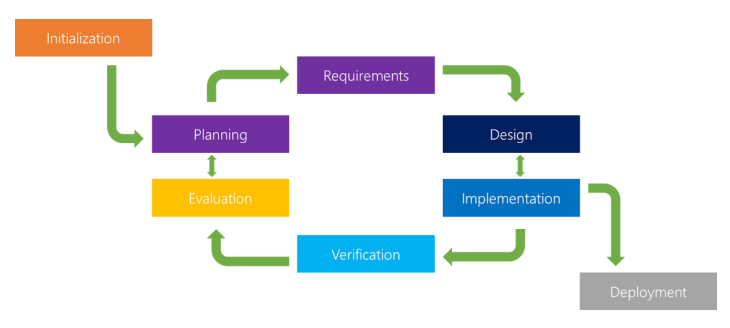 Initialization
Requirements
Planning
Design
Evaluation
Implementation
Verification
Deployment